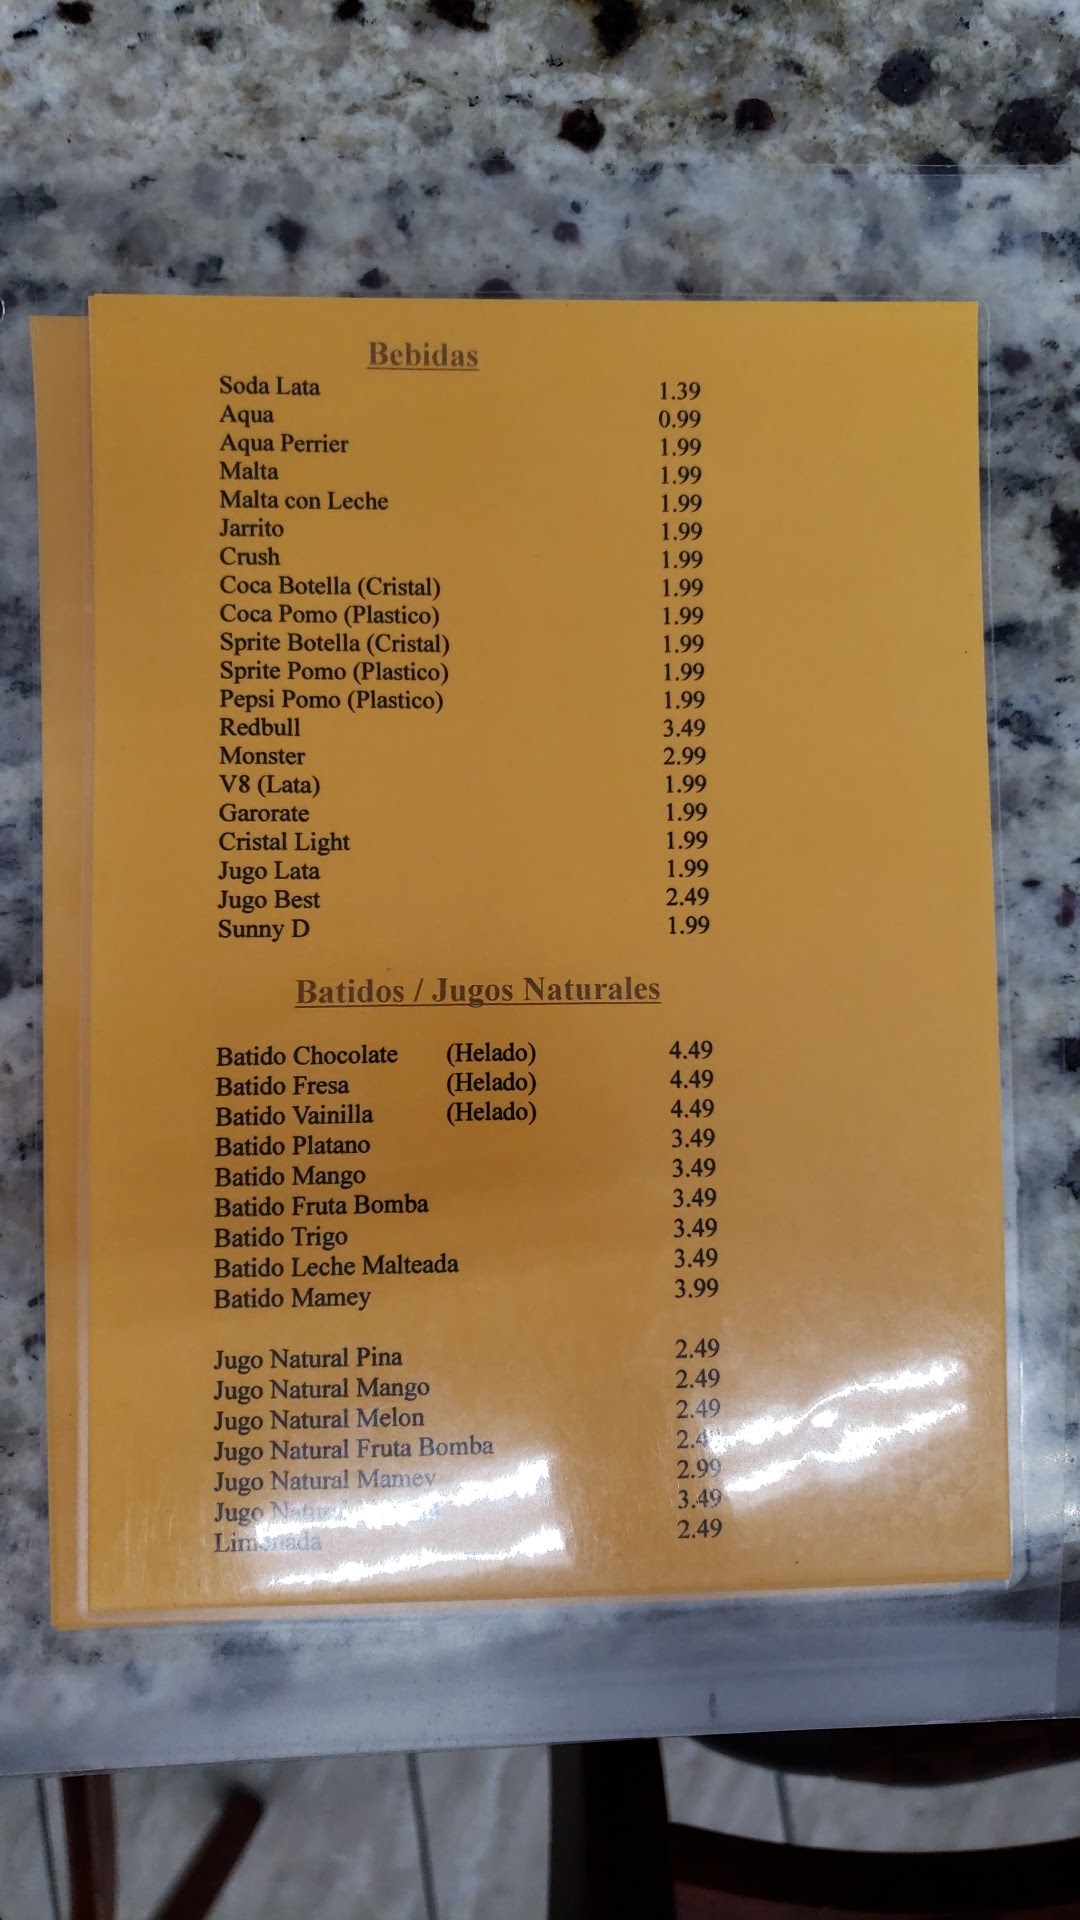 Bebidas
Soda Lata 1.39
Aqua 0.99
Aqua Perrier 1.99
Malta 1.99
Malta con Leche 1.99
Jarrito 1.99
Crush 1.99
Coca Botella (Cristal) 1.99
Coca Pomo (Plastico) 1.99
Sprite Botella (Cristal) 1.99
Sprite Pomo (Plastico) 1.99
Pepsi Pomo (Plastico) 1.99
Redbull 3.49
Monster 2.99
V8 (Lata) 1.99
Garorate 1.99
Cristal Light 1.99
Jugo Lata 1.99
Jugo Best 2.49
Sunny D 1.99
Batidos / Jugos Naturales
Batido Chocolate (Helado) 4.49
Batido Fresa (Helado) 4.49
Batido Vainilla (Helado) 4.49
Batido Platano 3.49
Batido Mango 3.49
Batido Fruta Bomba 3.49
Batido Trigo 3.49
Batido Leche Malteada 3.49
Batido Mamey 3.99
Jugo Natural Pina 2.49
Jugo Natural Mango 2.49
Jugo Natural Melon 2.49
Jugo Natural Fruta Bomba
Jugo Natural Mamey 2.99
Jugo Natural 3.49
Limonada 2.49